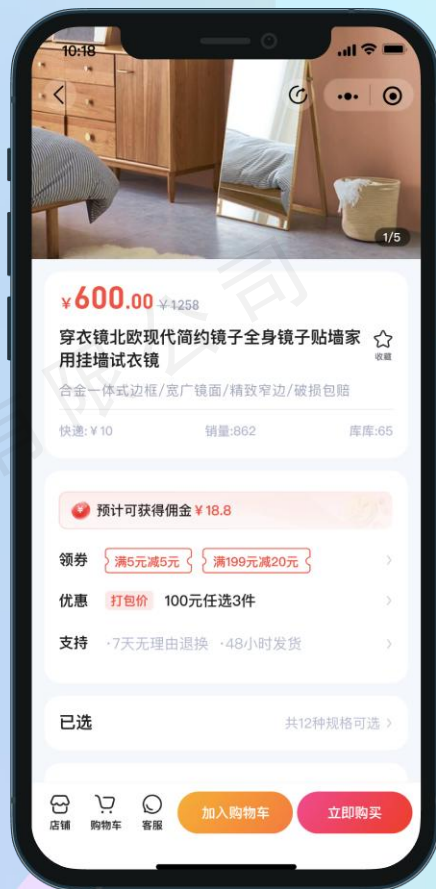 10:18
1/5
¥600.00 ¥1258
穿衣镜北欧现代简约镜子全身镜子贴墙家
用挂墙试衣镜
收藏
合金一体式边框/宽广镜面/精致窄边/破损包赔
快递:¥10 销量:862 库库:65
预计可获得佣金¥18.8
领券 满5元减5元 满199元减20元
优惠 打包价 100元任选3件
支持 ·7天无理由退换 ·48小时发货
已选 共12种规格可选
店铺 购物车 客服 加入购物车 立即购买
有限公司